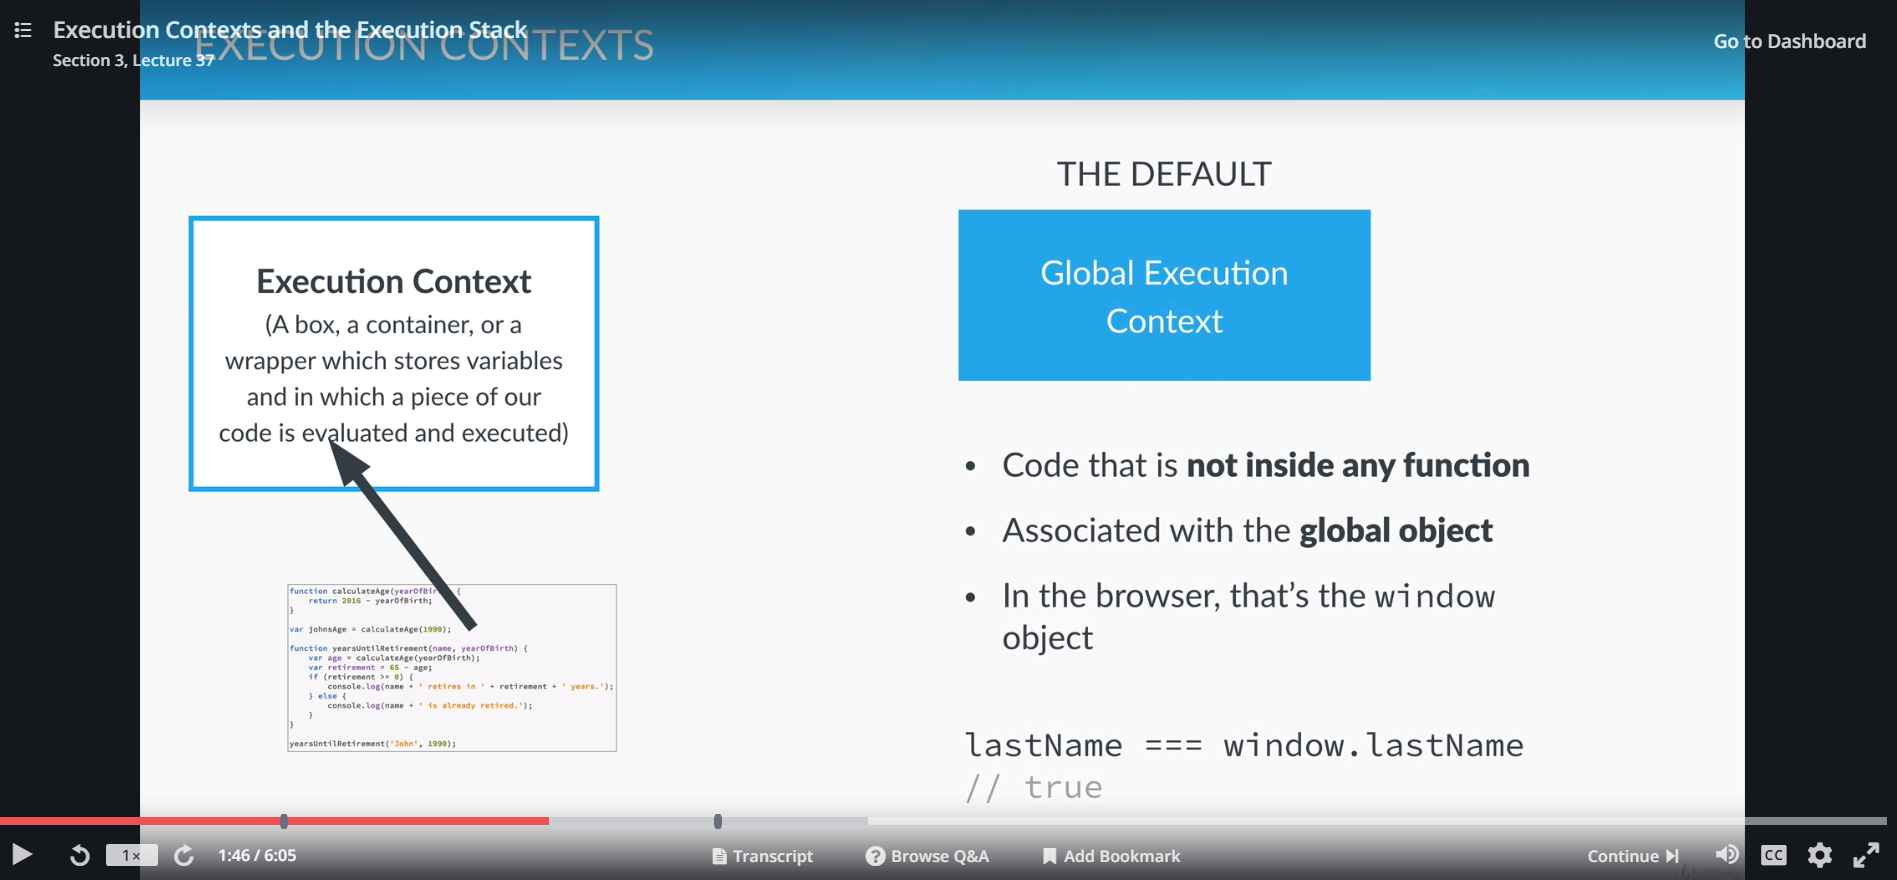 Execution Contexts and the Execution Stack
Section 3, Lecture 37
EXECUTION CONTEXTS
Go to Dashboard
Execution Context
(A box, a container, or a
wrapper which stores variables
and in which a piece of our
code is evaluated and executed)
function calculateAge(yearOfBir {
return 2016 - yearOfBirth;
}
var johnsAge = calculateAge(1990);
function yearsUntilRetirement(name, yearOfBirth) {
var age = calculateAge(yearOfBirth);
var retirement = 65 - age;
if (retirement >= 0) {
console.log(name + ' retires in ' + retirement + ' years.');
} else {
console.log(name + ' is already retired.');
}
}
yearsUntilRetirement('John', 1990);
THE DEFAULT
Global Execution
Context
• Code that is not inside any function
• Associated with the global object
• In the browser, that’s the window
object
lastName === window.lastName
// true
1×
1:46 / 6:05
Transcript
? Browse Q&A
Add Bookmark
Continue
CC